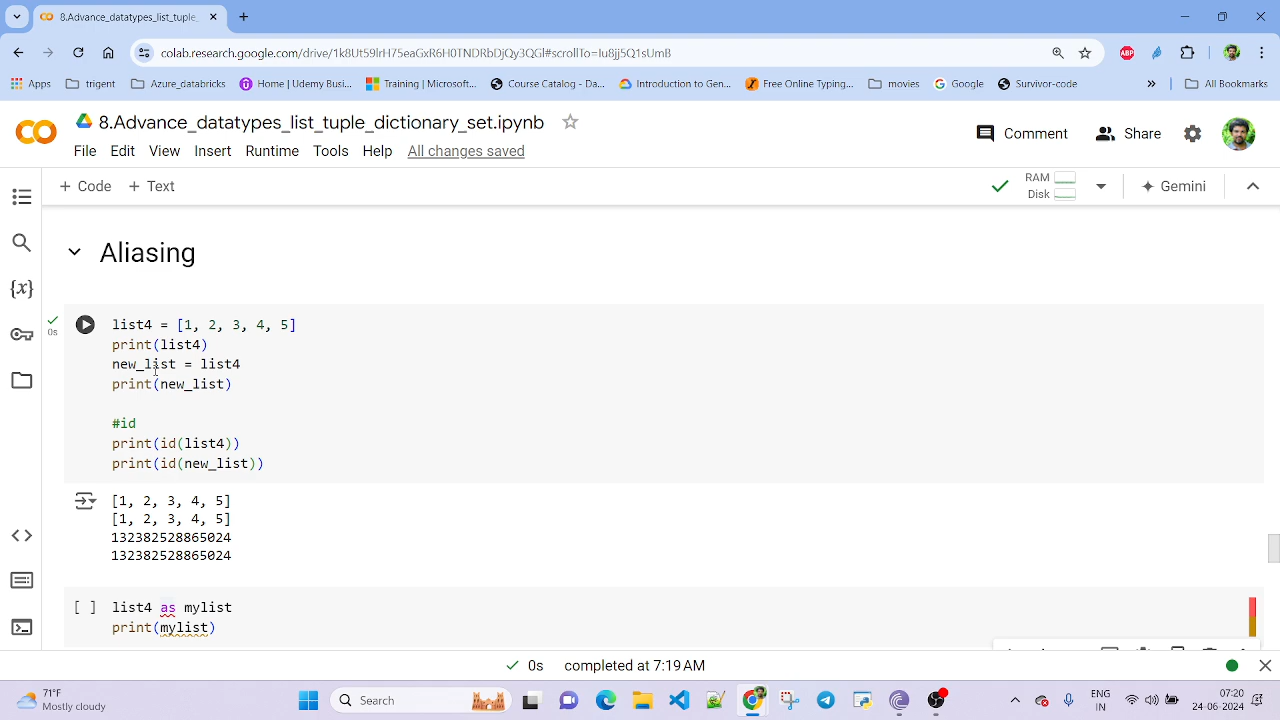 8.Advance_datatypes_list_tuple_
colab.research.google.com/drive/1k8Ut59lrH75eaGxR6H0TNDRbDjQy3QGl#scrollTo=Iu8jj5Q1sUmB
ABP
Apps trigent Azure databricks Home | Udemy Busi... Training | Microsoft... Course Catalog - Da... Introduction to Gen... Free Online Typing... movies Google Survivor-code » All Bookmarks
8.Advance_datatypes_list_tuple_dictionary_set.ipynb
Comment Share
File Edit View Insert Runtime Tools Help All changes saved
+ Code + Text
RAM
Disk
Gemini
Aliasing
{x}
0s
list4 = [1, 2, 3, 4, 5]
print(list4)
new_list = list4
print(new_list)
#id
print(id(list4))
print(id(new_list))
[1, 2, 3, 4, 5]
[1, 2, 3, 4, 5]
132382528865024
132382528865024
[ ] list4 as mylist
print(mylist)
0s completed at 7:19 AM
71°F
Mostly cloudy
Search
ENG
IN
07:20
24-06-2024